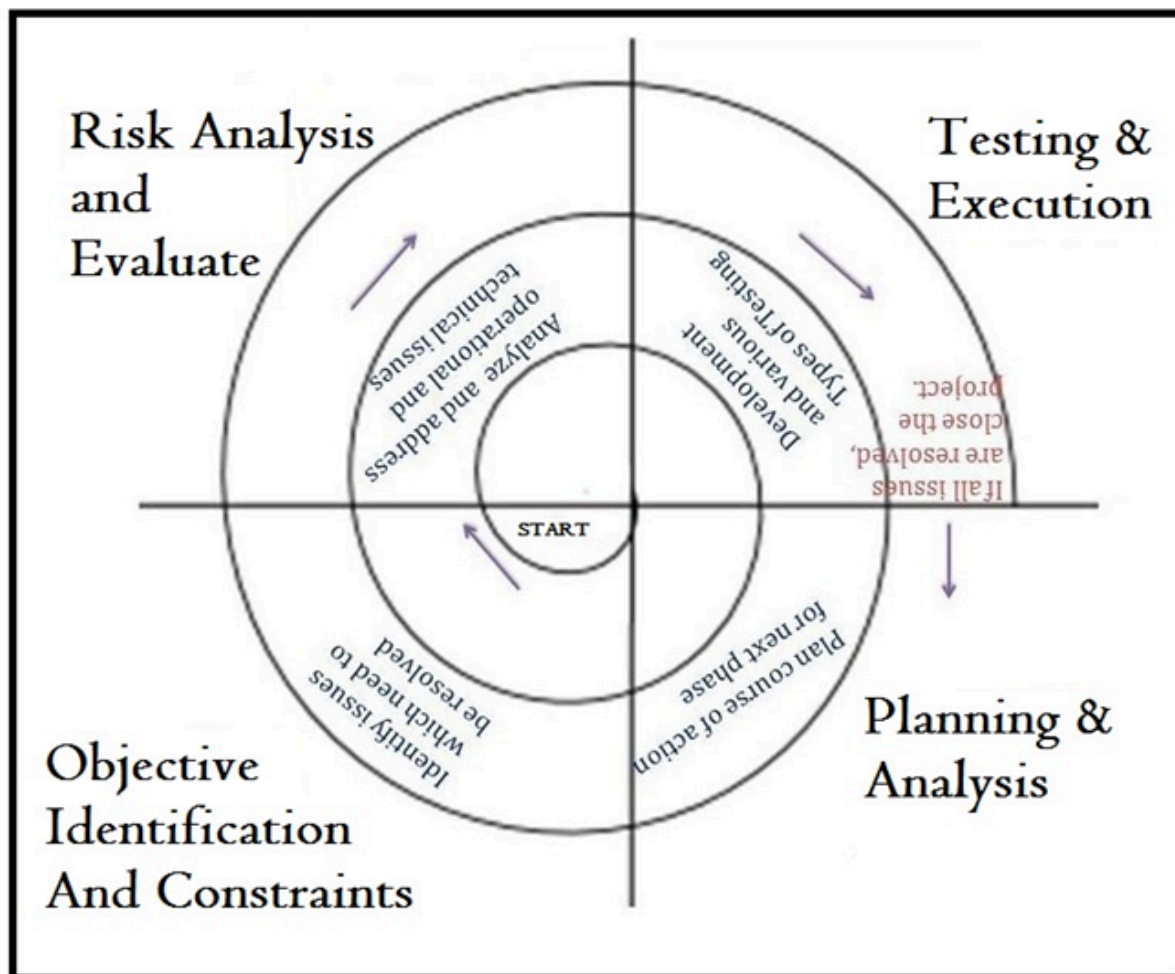 Risk Analysis
and
Evaluate
Testing &
Execution
Analyze and address
operational and
technical issues
Development
and various
Types of Testing
If all issues
are resolved,
close the
project.
START
Identify issues
which need to
be resolved
Plan course of action
for next phase
Objective
Identification
And Constraints
Planning &
Analysis